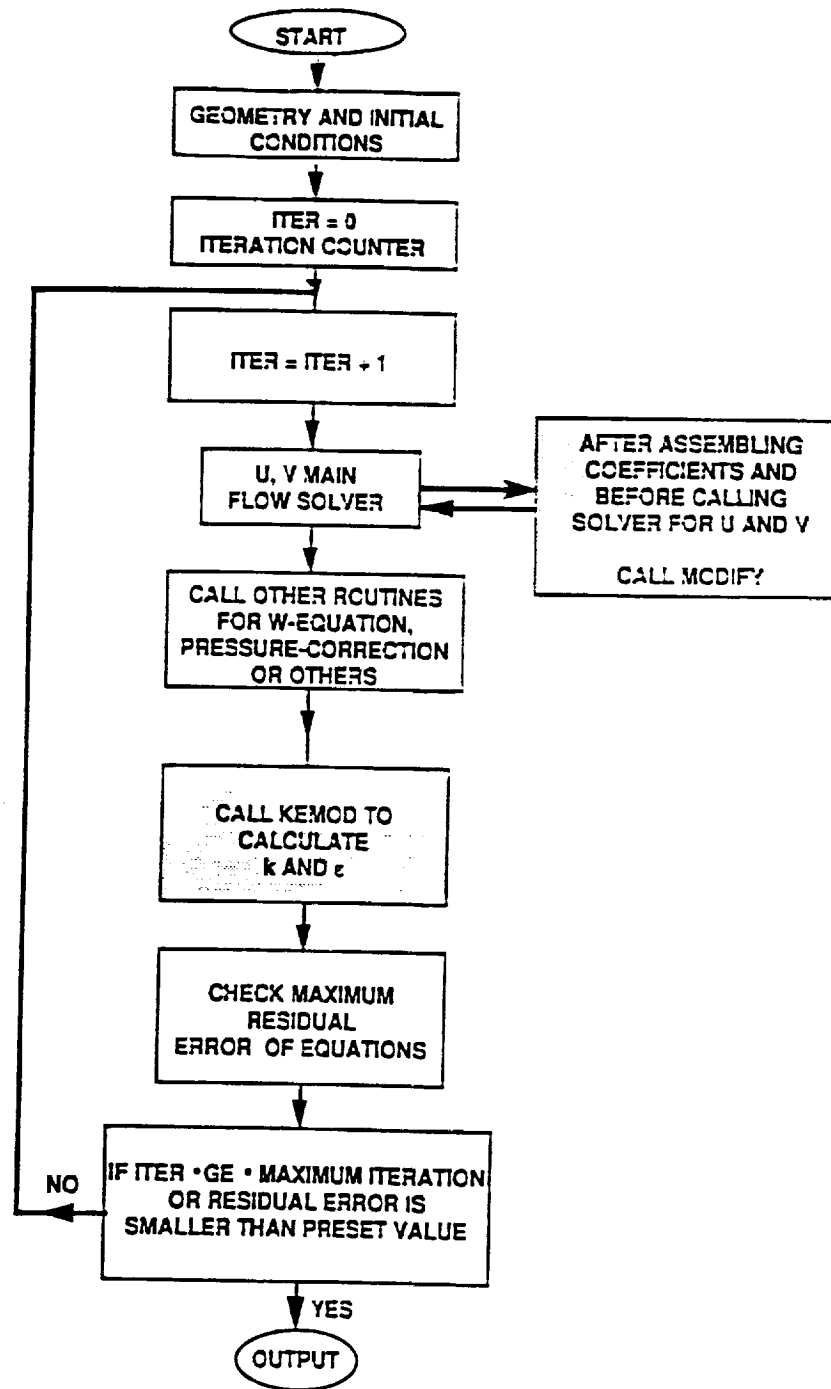 START
GEOMETRY AND INITIAL
CONDITIONS
ITER = 0
ITERATION COUNTER
ITER = ITER + 1
U, V MAIN
FLOW SOLVER
AFTER ASSEMBLING
COEFFICIENTS AND
BEFORE CALLING
SOLVER FOR U AND V
CALL MODIFY
CALL OTHER ROUTINES
FOR W-EQUATION,
PRESSURE-CORRECTION
OR OTHERS
CALL KEMOD TO
CALCULATE
k AND ε
CHECK MAXIMUM
RESIDUAL
ERROR OF EQUATIONS
IF ITER •GE • MAXIMUM ITERATION
OR RESIDUAL ERROR IS
SMALLER THAN PRESET VALUE
NO
YES
OUTPUT